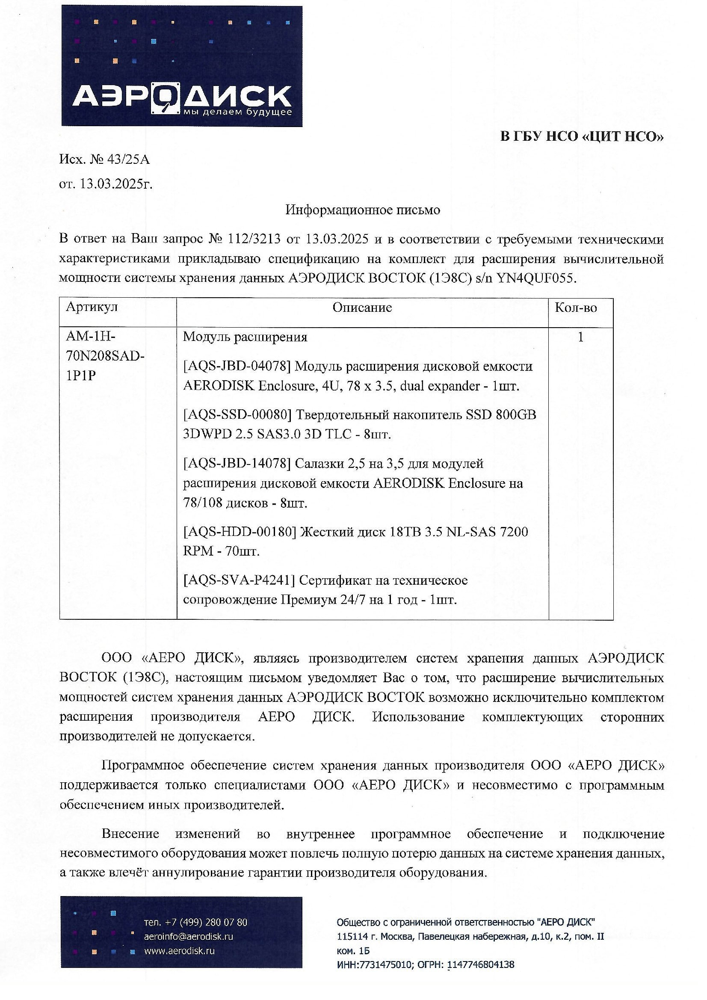 АЭРОДИСК
мы делаем будущее
В ГБУ НСО «ЦИТ НСО»
Исх. № 43/25А
от. 13.03.2025г.
Информационное письмо
В ответ на Ваш запрос № 112/3213 от 13.03.2025 и в соответствии с требуемыми техническими
характеристиками прикладываю спецификацию на комплект для расширения вычислительной
мощности системы хранения данных АЭРОДИСК ВОСТОК (1Э8С) s/n YN4QUF055.
Артикул Описание Кол-во
AM-1H-
70N208SAD-
1P1P
Модуль расширения
1
[AQS-JBD-04078] Модуль расширения дисковой емкости
AERODISK Enclosure, 4U, 78 x 3.5, dual expander - 1шт.
[AQS-SSD-00080] Твердотельный накопитель SSD 800GB
3DWPD 2.5 SAS3.0 3D TLC - 8шт.
[AQS-JBD-14078] Салазки 2,5 на 3,5 для модулей
расширения дисковой емкости AERODISK Enclosure на
78/108 дисков - 8шт.
[AQS-HDD-00180] Жесткий диск 18TB 3.5 NL-SAS 7200
RPM - 70шт.
[AQS-SVA-P4241] Сертификат на техническое
сопровождение Премиум 24/7 на 1 год - 1шт.
ООО «АЕРО ДИСК», являясь производителем систем хранения данных АЭРОДИСК
ВОСТОК (1Э8С), настоящим письмом уведомляет Вас о том, что расширение вычислительных
мощностей систем хранения данных АЭРОДИСК ВОСТОК возможно исключительно комплектом
расширения производителя АЕРО ДИСК. Использование комплектующих сторонних
производителей не допускается.
Программное обеспечение систем хранения данных производителя ООО «АЕРО ДИСК»
поддерживается только специалистами ООО «АЕРО ДИСК» и несовместимо с программным
обеспечением иных производителей.
Внесение изменений во внутреннее программное обеспечение и подключение
несовместимого оборудования может повлечь полную потерю данных на системе хранения данных,
а также влечёт аннулирование гарантии производителя оборудования.
тел. +7 (499) 280 07 80
aeroinfo@aerodisk.ru
www.aerodisk.ru
Общество с ограниченной ответственностью "АЕРО ДИСК"
115114 г. Москва, Павелецкая набережная, д.10, к.2, пом. II
ком. 1Б
ИНН:7731475010; ОГРН: 1147746804138